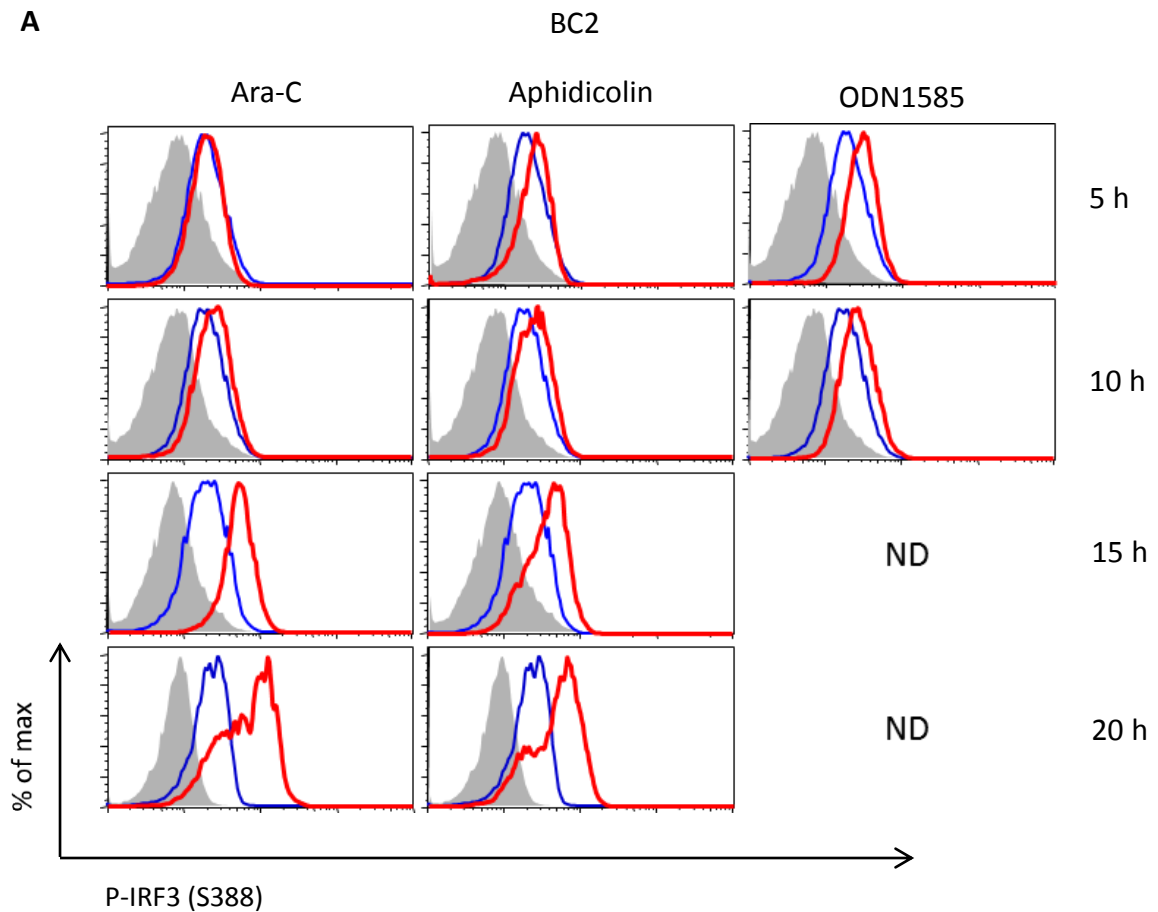 A
BC2
Ara-C Aphidicolin ODN1585
5 h
10 h
ND 15 h
ND 20 h
% of max
P-IRF3 (S388)